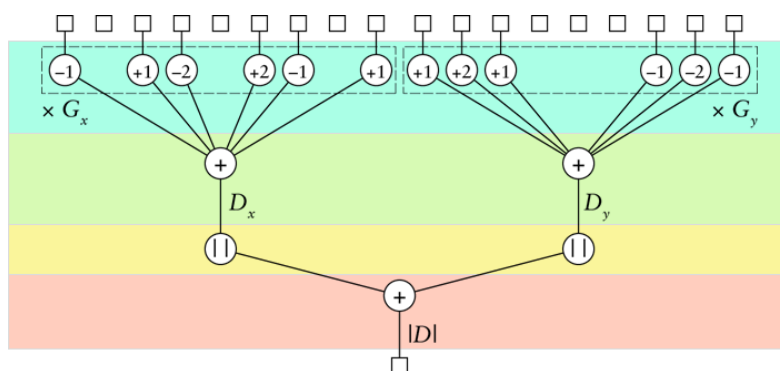 −1 +1 −2 +2 −1 +1 +1 +2 +1 −1 −2 −1
× Gx × Gy
+ +
Dx Dy
| | | |
+
|D|